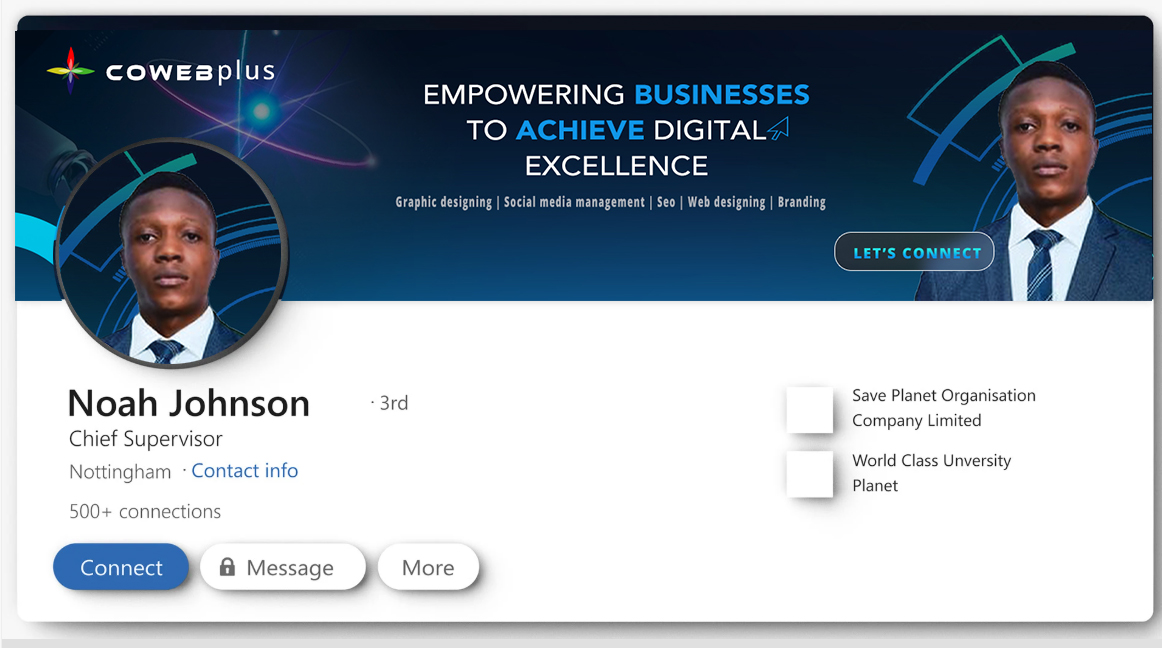 COWEBplus
EMPOWERING BUSINESSES
TO ACHIEVE DIGITAL
EXCELLENCE
Graphic designing | Social media management | Seo | Web designing | Branding
LET'S CONNECT
Noah Johnson · 3rd
Chief Supervisor
Nottingham · Contact info
500+ connections
Connect
Message
More
Save Planet Organisation
Company Limited
World Class Unversity
Planet